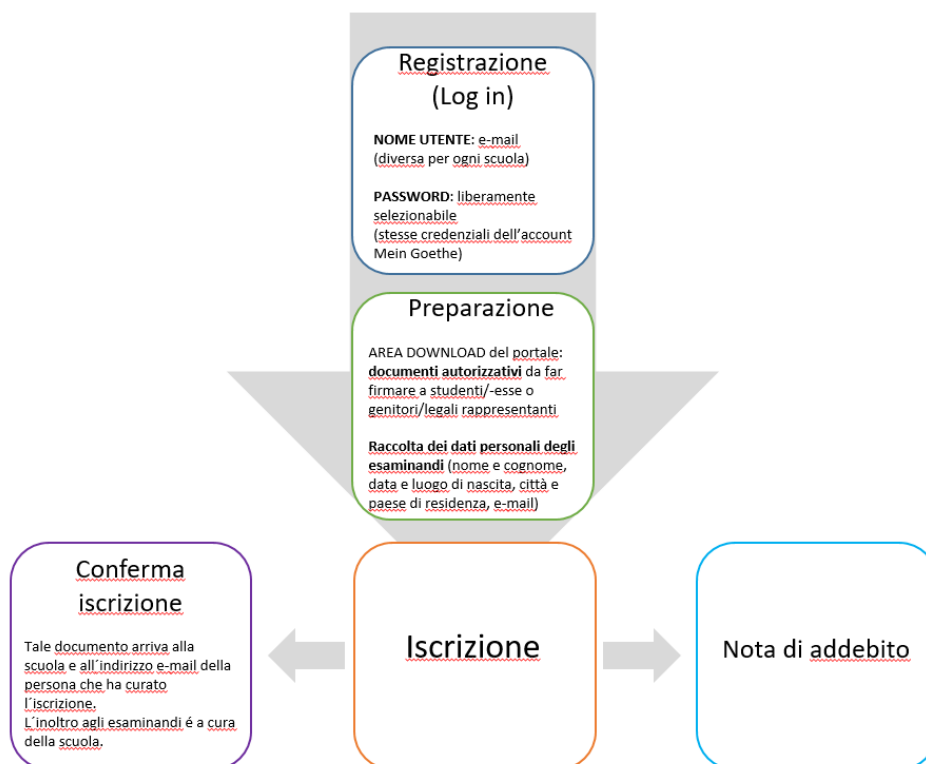 Registrazione
(Log in)
NOME UTENTE: e-mail
(diversa per ogni scuola)
PASSWORD: liberamente
selezionabile
(stesse credenziali dell’account
Mein Goethe)
Preparazione
AREA DOWNLOAD del portale:
documenti autorizzativi da far
firmare a studenti/-esse o
genitori/legali rappresentanti
Raccolta dei dati personali degli
esaminandi (nome e cognome,
data e luogo di nascita, città e
paese di residenza, e-mail)
Conferma
iscrizione
Tale documento arriva alla
scuola e all´indirizzo e-mail della
persona che ha curato
l´iscrizione.
L´inoltro agli esaminandi é a cura
della scuola.
Iscrizione
Nota di addebito